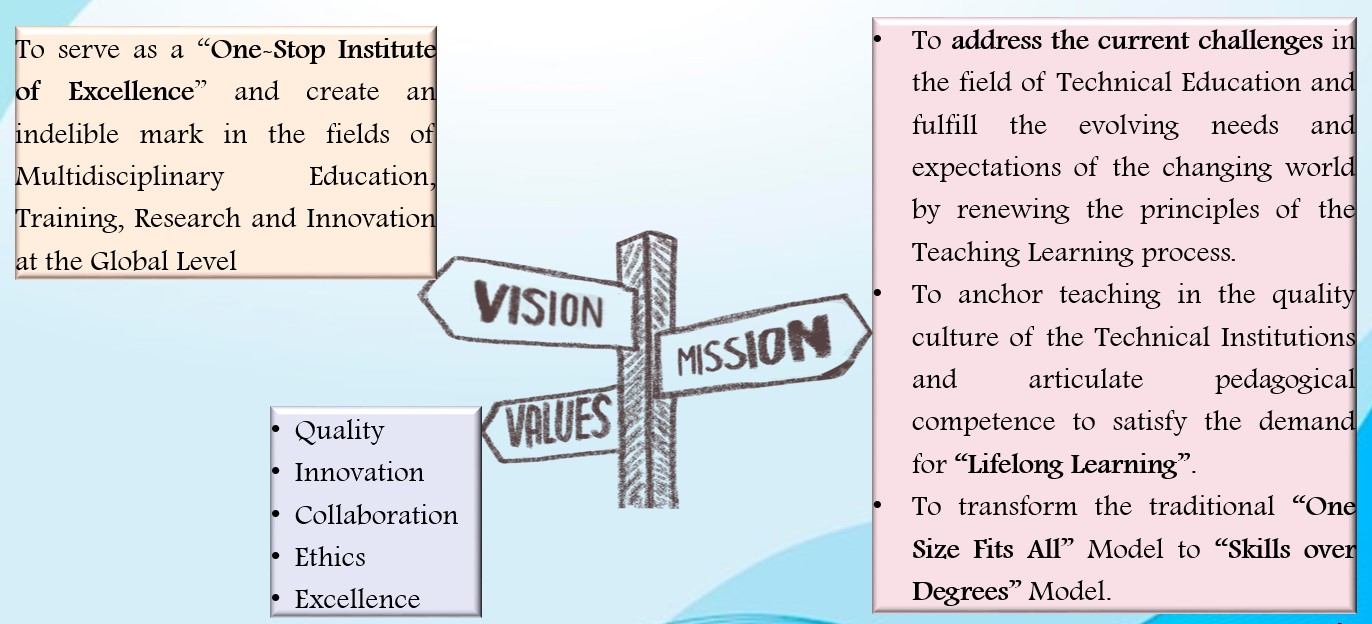 To serve as a “One-Stop Institute
of Excellence” and create an
indelible mark in the fields of
Multidisciplinary Education,
Training, Research and Innovation
at the Global Level
VISION
MISSION
VALUES
• Quality
• Innovation
• Collaboration
• Ethics
• Excellence
• To address the current challenges in
the field of Technical Education and
fulfill the evolving needs and
expectations of the changing world
by renewing the principles of the
Teaching Learning process.
• To anchor teaching in the quality
culture of the Technical Institutions
and articulate pedagogical
competence to satisfy the demand
for “Lifelong Learning”.
• To transform the traditional “One
Size Fits All” Model to “Skills over
Degrees” Model.